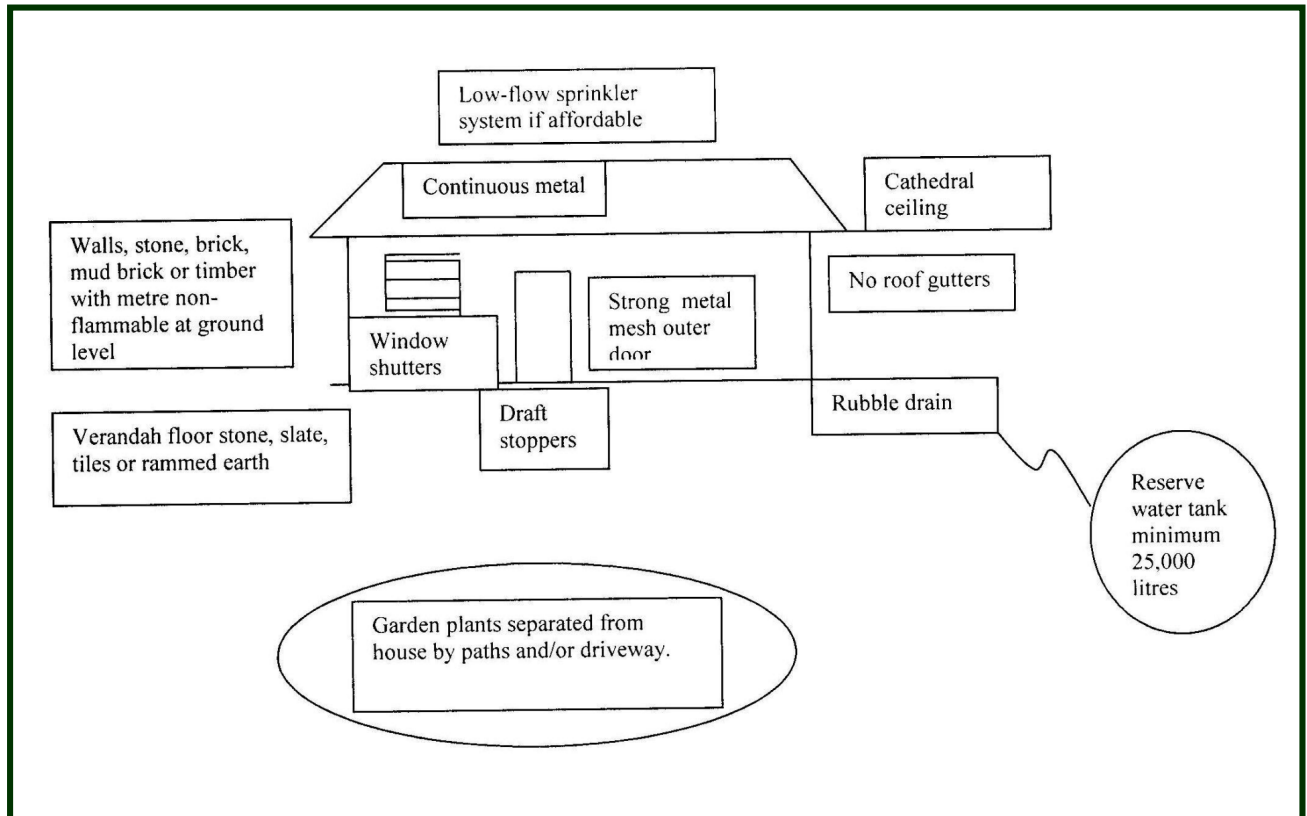 Low-flow sprinkler
system if affordable
Continuous metal
Cathedral
ceiling
Walls, stone, brick,
mud brick or timber
with metre non-
flammable at ground
level
No roof gutters
Strong metal
mesh outer
door
Window
shutters
Rubble drain
Draft
stoppers
Verandah floor stone, slate,
tiles or rammed earth
Reserve
water tank
minimum
25,000
litres
Garden plants separated from
house by paths and/or driveway.